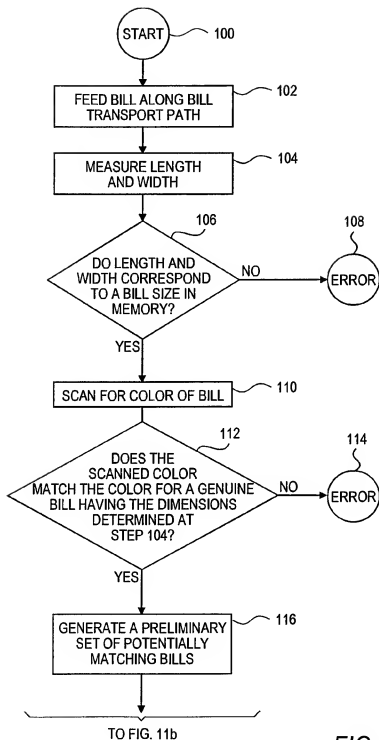 START
100
FEED BILL ALONG BILL
TRANSPORT PATH
102
MEASURE LENGTH
AND WIDTH
104
106
108
DO LENGTH AND
WIDTH CORRESPOND
TO A BILL SIZE IN
MEMORY?
NO
ERROR
YES
SCAN FOR COLOR OF BILL
110
112
114
DOES THE
SCANNED COLOR
MATCH THE COLOR FOR A GENUINE
BILL HAVING THE DIMENSIONS
DETERMINED AT
STEP 104?
NO
ERROR
YES
GENERATE A PRELIMINARY
SET OF POTENTIALLY
MATCHING BILLS
116
TO FIG. 11b
FIG